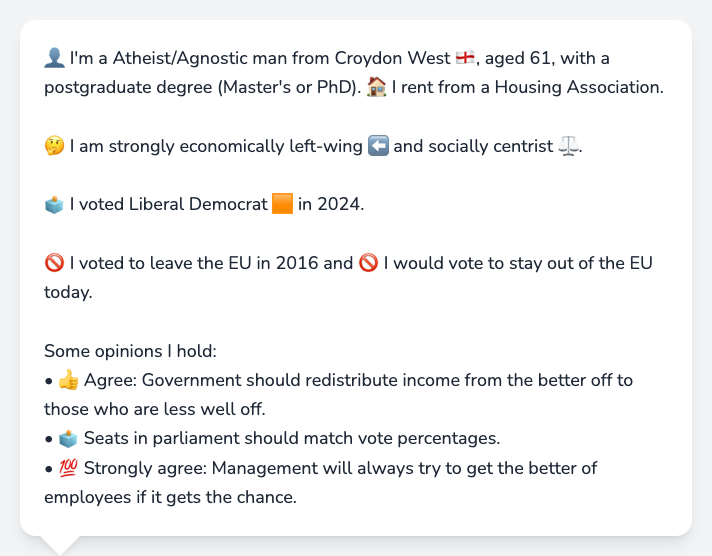 👤 I'm a Atheist/Agnostic man from Croydon West 🏴󠁧󠁢󠁥󠁮󠁧󠁿, aged 61, with a
postgraduate degree (Master's or PhD). 🏠 I rent from a Housing Association.
🤔 I am strongly economically left-wing ⬅️ and socially centrist ⚖️.
🗳️ I voted Liberal Democrat 🟧 in 2024.
🚫 I voted to leave the EU in 2016 and 🚫 I would vote to stay out of the EU
today.
Some opinions I hold:
• 👍 Agree: Government should redistribute income from the better off to
those who are less well off.
• 🗳️ Seats in parliament should match vote percentages.
• 💯 Strongly agree: Management will always try to get the better of
employees if it gets the chance.